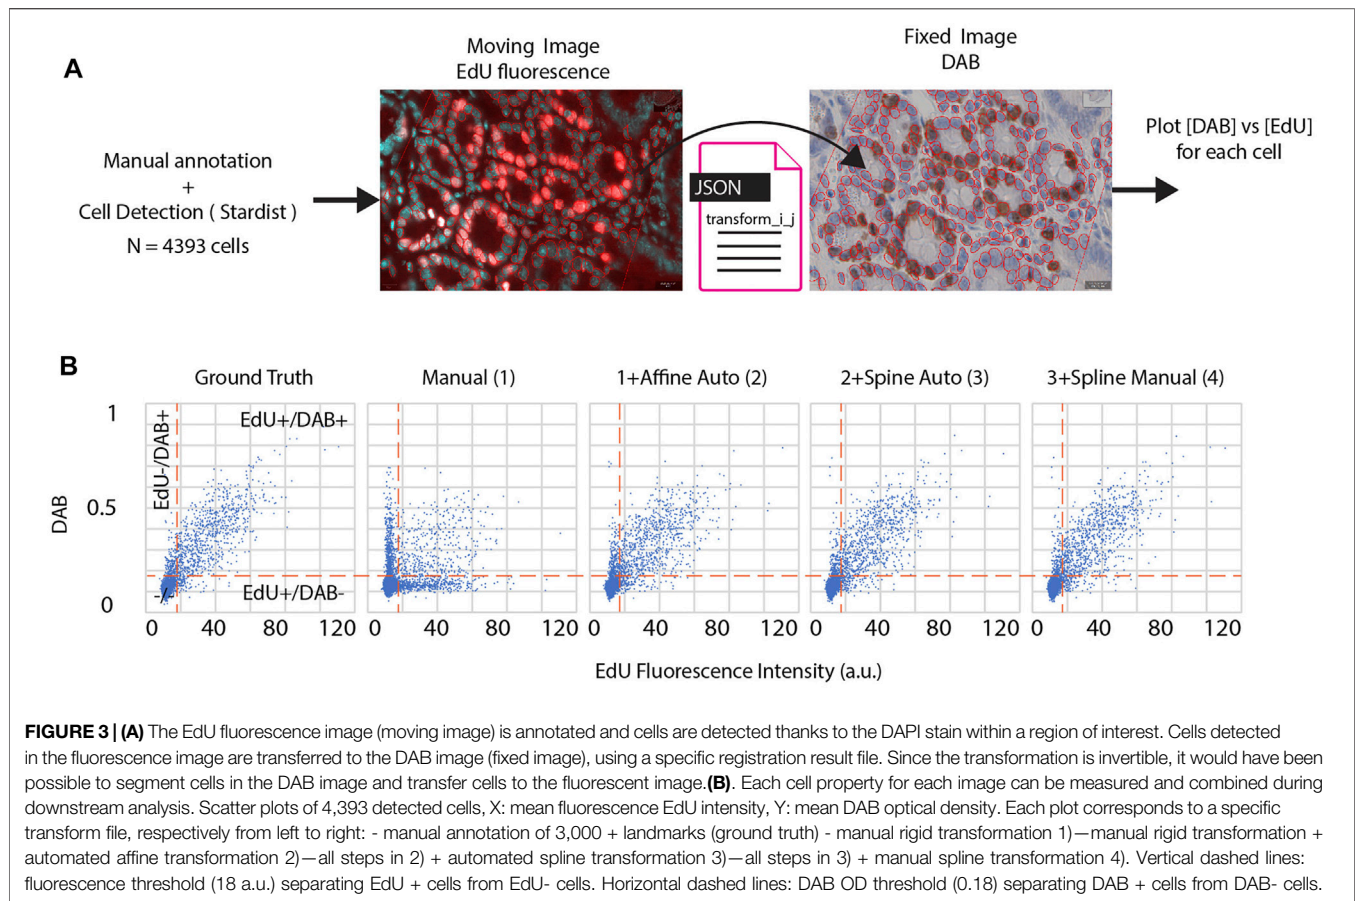 A
Moving Image
EdU fluorescence
Fixed Image
DAB
Manual annotation
+
Cell Detection ( Stardist )
N = 4393 cells
JSON
transform_i_j
Plot [DAB] vs [EdU]
for each cell
B
Ground Truth
Manual (1)
1+Affine Auto (2)
2+Spine Auto (3)
3+Spline Manual (4)
DAB
1
0.5
0
EdU-/DAB+
EdU+/DAB+
-/-
EdU+/DAB-
0 40 80 120
0 40 80 120
0 40 80 120
0 40 80 120
0 40 80 120
EdU Fluorescence Intensity (a.u.)
FIGURE 3 | (A) The EdU fluorescence image (moving image) is annotated and cells are detected thanks to the DAPI stain within a region of interest. Cells detected
in the fluorescence image are transferred to the DAB image (fixed image), using a specific registration result file. Since the transformation is invertible, it would have been
possible to segment cells in the DAB image and transfer cells to the fluorescent image.(B). Each cell property for each image can be measured and combined during
downstream analysis. Scatter plots of 4,393 detected cells, X: mean fluorescence EdU intensity, Y: mean DAB optical density. Each plot corresponds to a specific
transform file, respectively from left to right: - manual annotation of 3,000 + landmarks (ground truth) - manual rigid transformation 1)—manual rigid transformation +
automated affine transformation 2)—all steps in 2) + automated spline transformation 3)—all steps in 3) + manual spline transformation 4). Vertical dashed lines:
fluorescence threshold (18 a.u.) separating EdU + cells from EdU- cells. Horizontal dashed lines: DAB OD threshold (0.18) separating DAB + cells from DAB- cells.